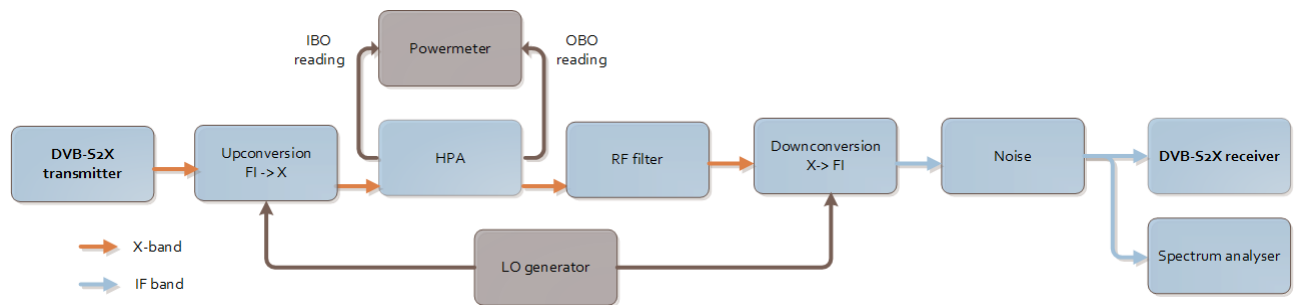 IBO
reading
Powermeter
OBO
reading
DVB-S2X
transmitter
Upconversion
FI -> X
HPA
RF filter
Downconversion
X-> FI
Noise
DVB-S2X receiver
X-band
IF band
LO generator
Spectrum analyser